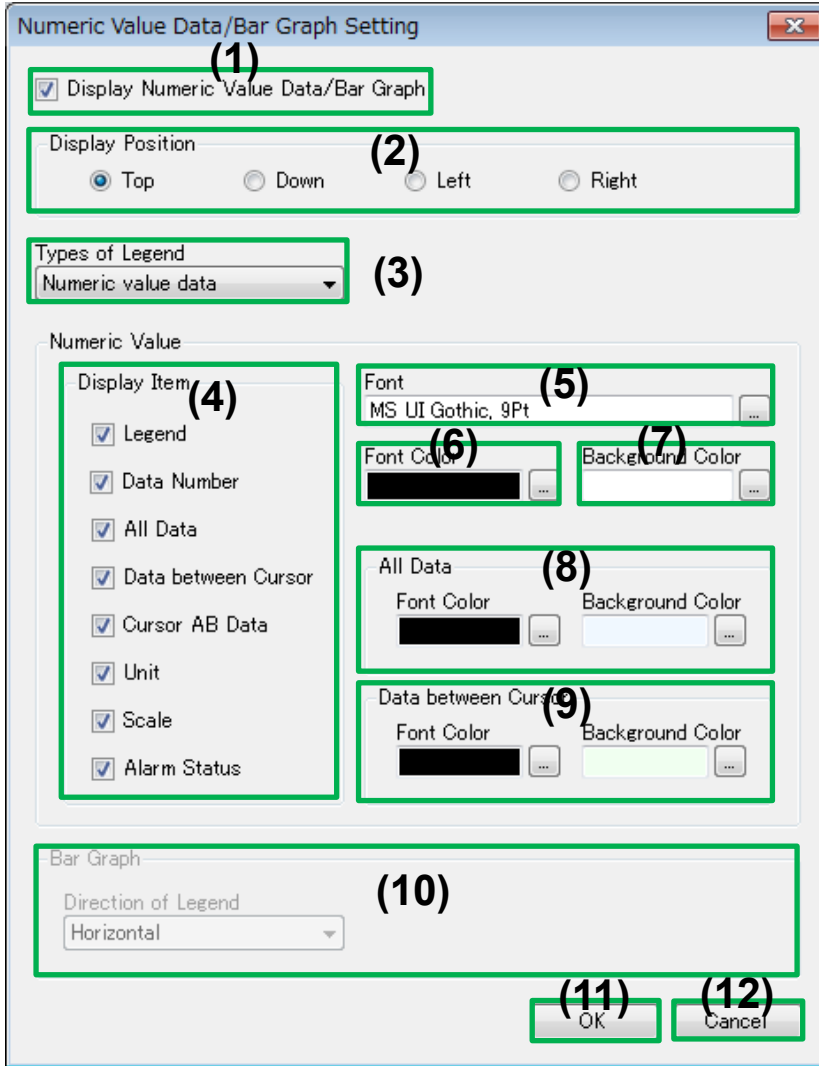 Numeric Value Data/Bar Graph Setting
(1)
Display Numeric Value Data/Bar Graph
Display Position
(2)
Top Down Left Right
Types of Legend
Numeric value data
(3)
Numeric Value
Display Item
(4)
Legend
Data Number
All Data
Data between Cursor
Cursor AB Data
Unit
Scale
Alarm Status
Font
(5)
MS UI Gothic, 9Pt
...
(6)
Font Color
...
(7)
Background Color
...
All Data
(8)
Font Color Background Color
... ...
Data between Cursor
(9)
Font Color Background Color
... ...
Bar Graph
(10)
Direction of Legend
Horizontal
(11) (12)
OK Cancel